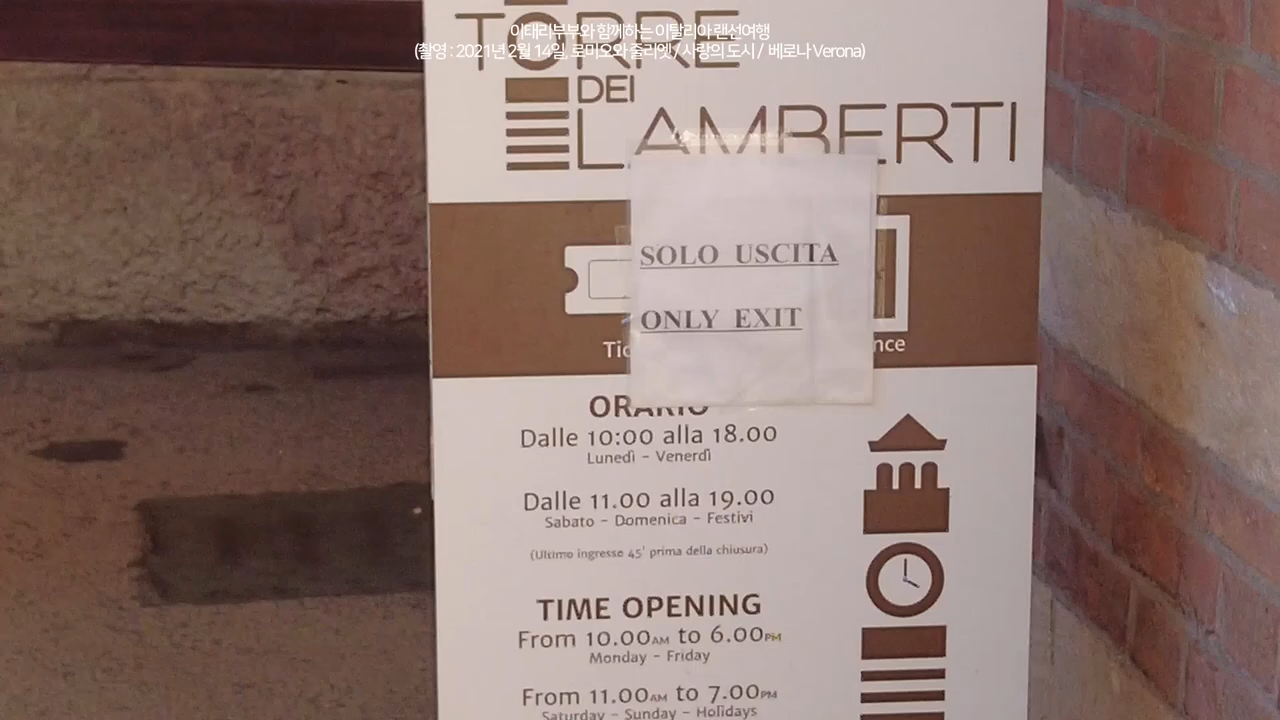 이태리부부와 함께하는 이탈리아 랜선여행
(촬영 : 2021년 2월 14일, 로미오와 줄리엣 / 사랑의 도시 / 베로나 Verona)
TORRE
DEI
LAMBERTI
SOLO USCITA
ONLY EXIT
ORARIO
Dalle 10:00 alla 18.00
Lunedì - Venerdì
Dalle 11.00 alla 19.00
Sabato - Domenica - Festivi
(Ultimo ingresse 45' prima della chiusura)
TIME OPENING
From 10.00AM to 6.00PM
Monday - Friday
From 11.00AM to 7.00PM
Saturday - Sunday - Holidays